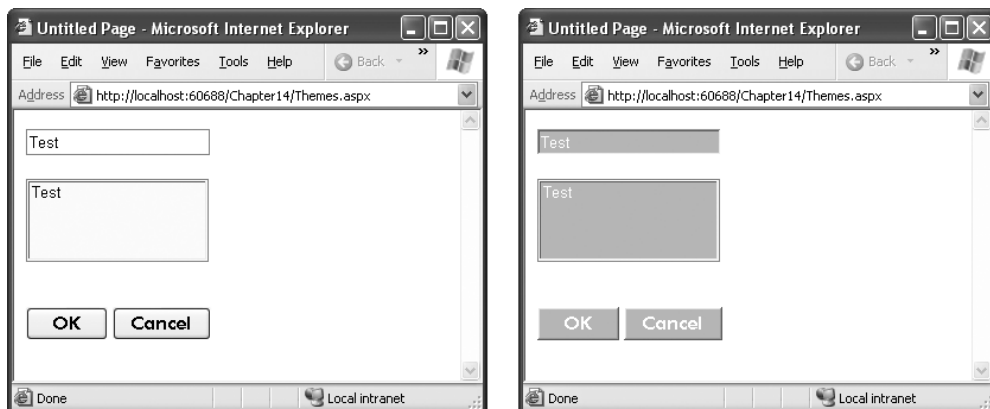 Untitled Page - Microsoft Internet Explorer
File Edit View Favorites Tools Help Back »
Address http://localhost:60688/Chapter14/Themes.aspx
Test
Test
OK Cancel
Done Local intranet
Untitled Page - Microsoft Internet Explorer
File Edit View Favorites Tools Help Back »
Address http://localhost:60688/Chapter14/Themes.aspx
Test
Test
OK Cancel
Done Local intranet